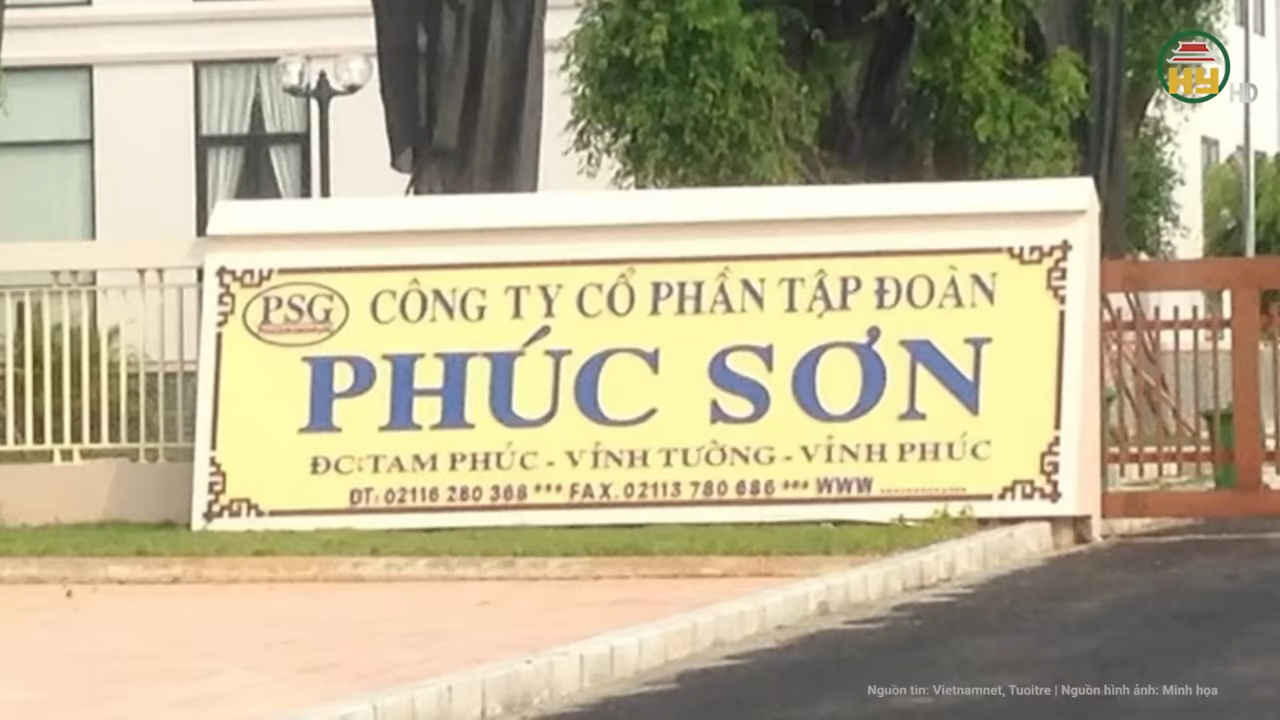 HY HD
PSG
CÔNG TY CỔ PHẦN TẬP ĐOÀN
PHÚC SƠN
ĐC: TAM PHÚC - VĨNH TƯỜNG - VĨNH PHÚC
ĐT: 02116 280 368 *** FAX. 02113 780 686 *** WWW ............
Nguồn tin: Vietnamnet, Tuoitre | Nguồn hình ảnh: Minh họa